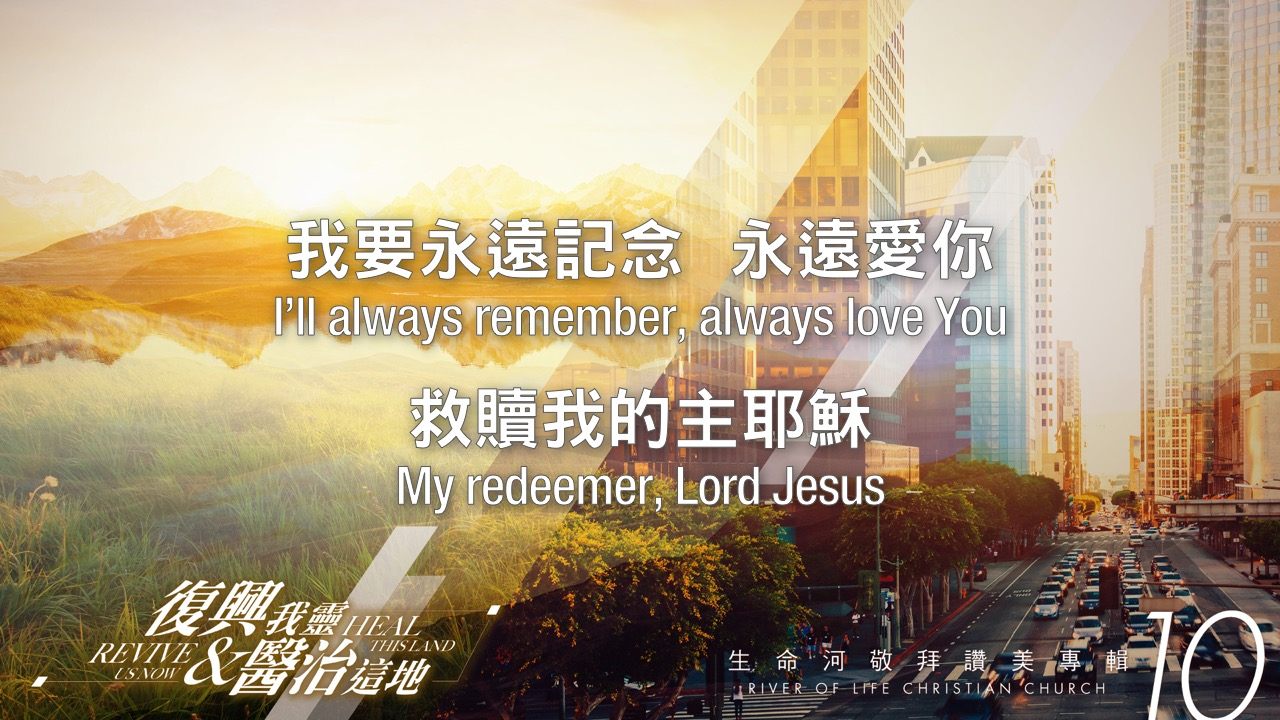 我要永遠記念 永遠愛你
I'll always remember, always love You
救贖我的主耶穌
My redeemer, Lord Jesus
復興我靈 HEAL THIS LAND
REVIVE US NOW & 醫治這地
生命河敬拜讚美專輯 10
RIVER OF LIFE CHRISTIAN CHURCH